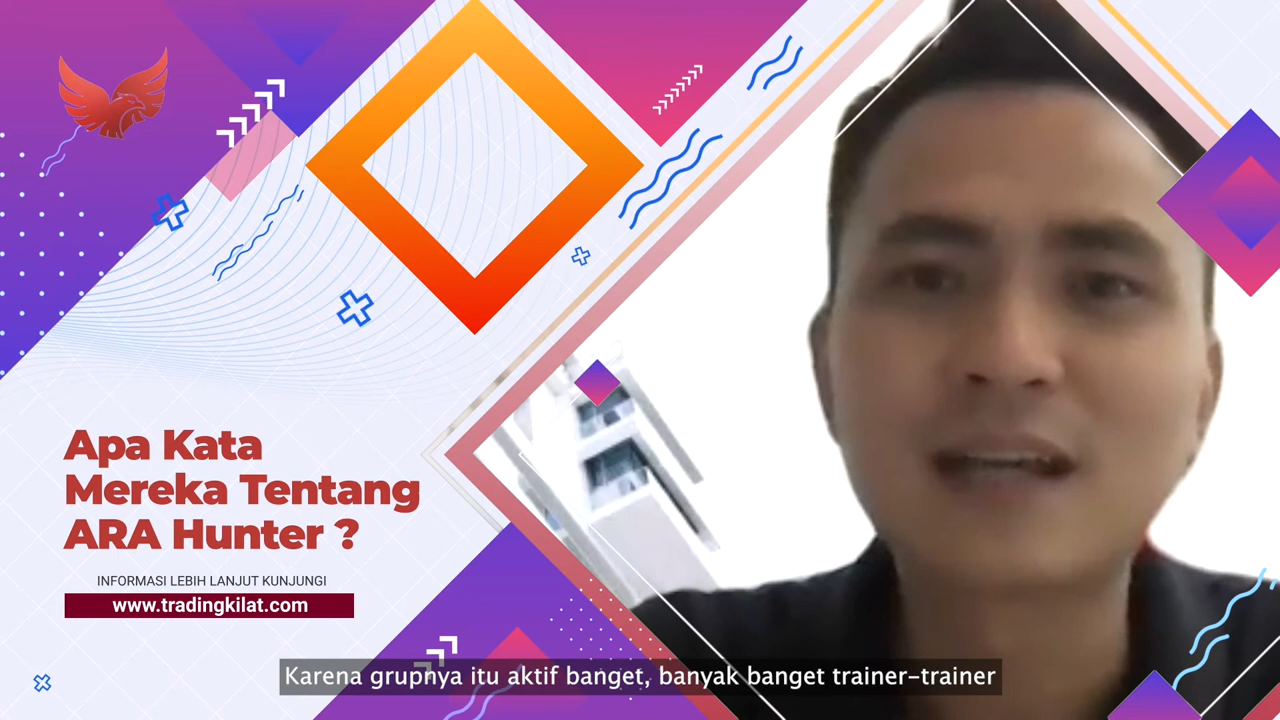 Apa Kata
Mereka Tentang
ARA Hunter ?
INFORMASI LEBIH LANJUT KUNJUNGI
www.tradingkilat.com
Karena grupnya itu aktif banget, banyak banget trainer-trainer